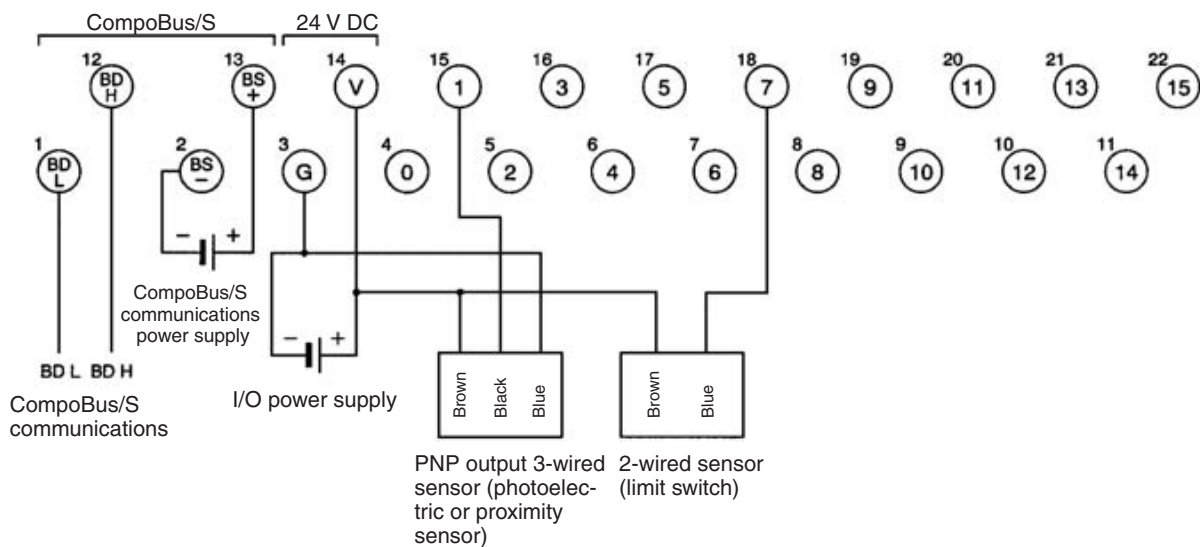 CompoBus/S 24 V DC
12 13 14 15 16 17 18 19 20 21 22
BD H BS + V 1 3 5 7 9 11 13 15
1 2 3 4 5 6 7 8 9 10 11
BD L BS − G 0 2 4 6 8 10 12 14
− +
CompoBus/S
communications
power supply
− +
BD L BD H
CompoBus/S
communications
I/O power supply
Brown Black Blue
Brown Blue
PNP output 3-wired
sensor (photoelec-
tric or proximity
sensor)
2-wired sensor
(limit switch)